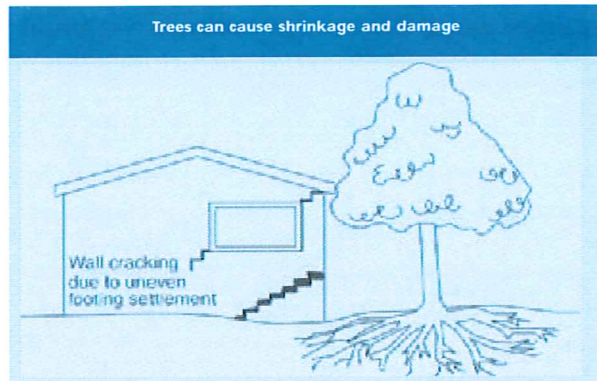 Trees can cause shrinkage and damage
Wall cracking
due to uneven
footing settlement